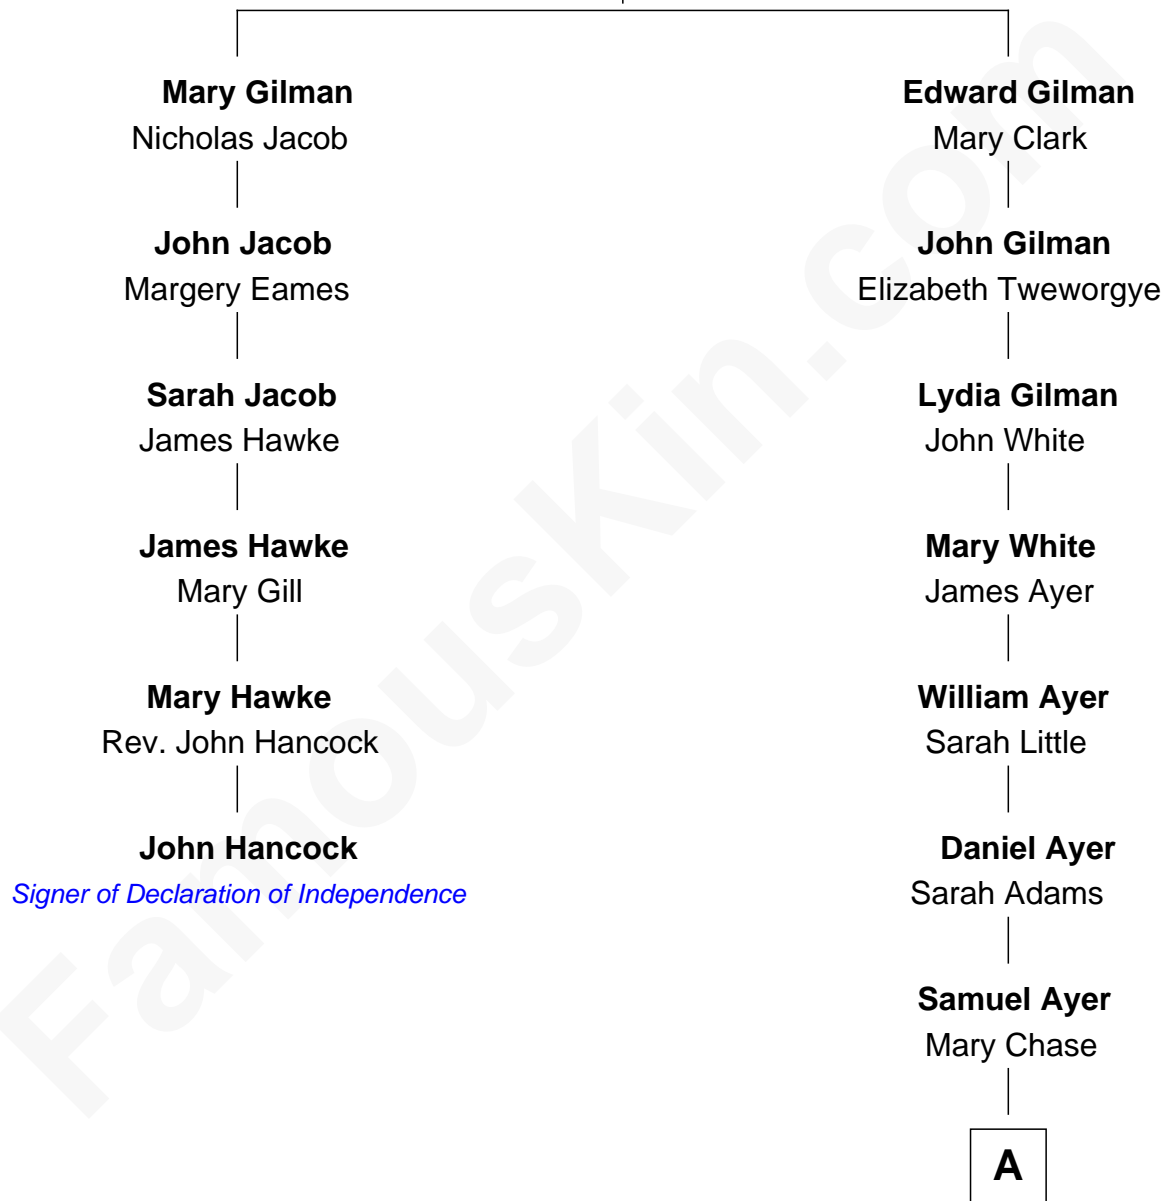 Mary Gilman
Nicholas Jacob
John Jacob
Margery Eames
Sarah Jacob
James Hawke
James Hawke
Mary Gill
Mary Hawke
Rev. John Hancock
John Hancock
Signer of Declaration of Independence
Edward Gilman
Mary Clark
John Gilman
Elizabeth Tweworgye
Lydia Gilman
John White
Mary White
James Ayer
William Ayer
Sarah Little
Daniel Ayer
Sarah Adams
Samuel Ayer
Mary Chase
A
FamousKin.com